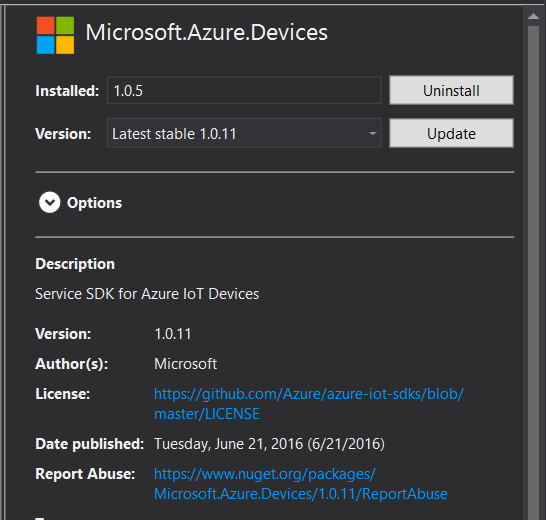 Microsoft.Azure.Devices
Installed: 1.0.5 Uninstall
Version: Latest stable 1.0.11 Update
Options
Description
Service SDK for Azure IoT Devices
Version: 1.0.11
Author(s): Microsoft
License: https://github.com/Azure/azure-iot-sdks/blob/
master/LICENSE
Date published: Tuesday, June 21, 2016 (6/21/2016)
Report Abuse: https://www.nuget.org/packages/
Microsoft.Azure.Devices/1.0.11/ReportAbuse